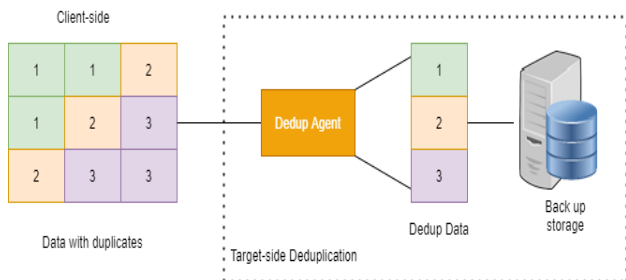 Client-side
1 1 2
1 2 3
2 3 3
Data with duplicates
Dedup Agent
1
2
3
Dedup Data
Back up
storage
Target-side Deduplication